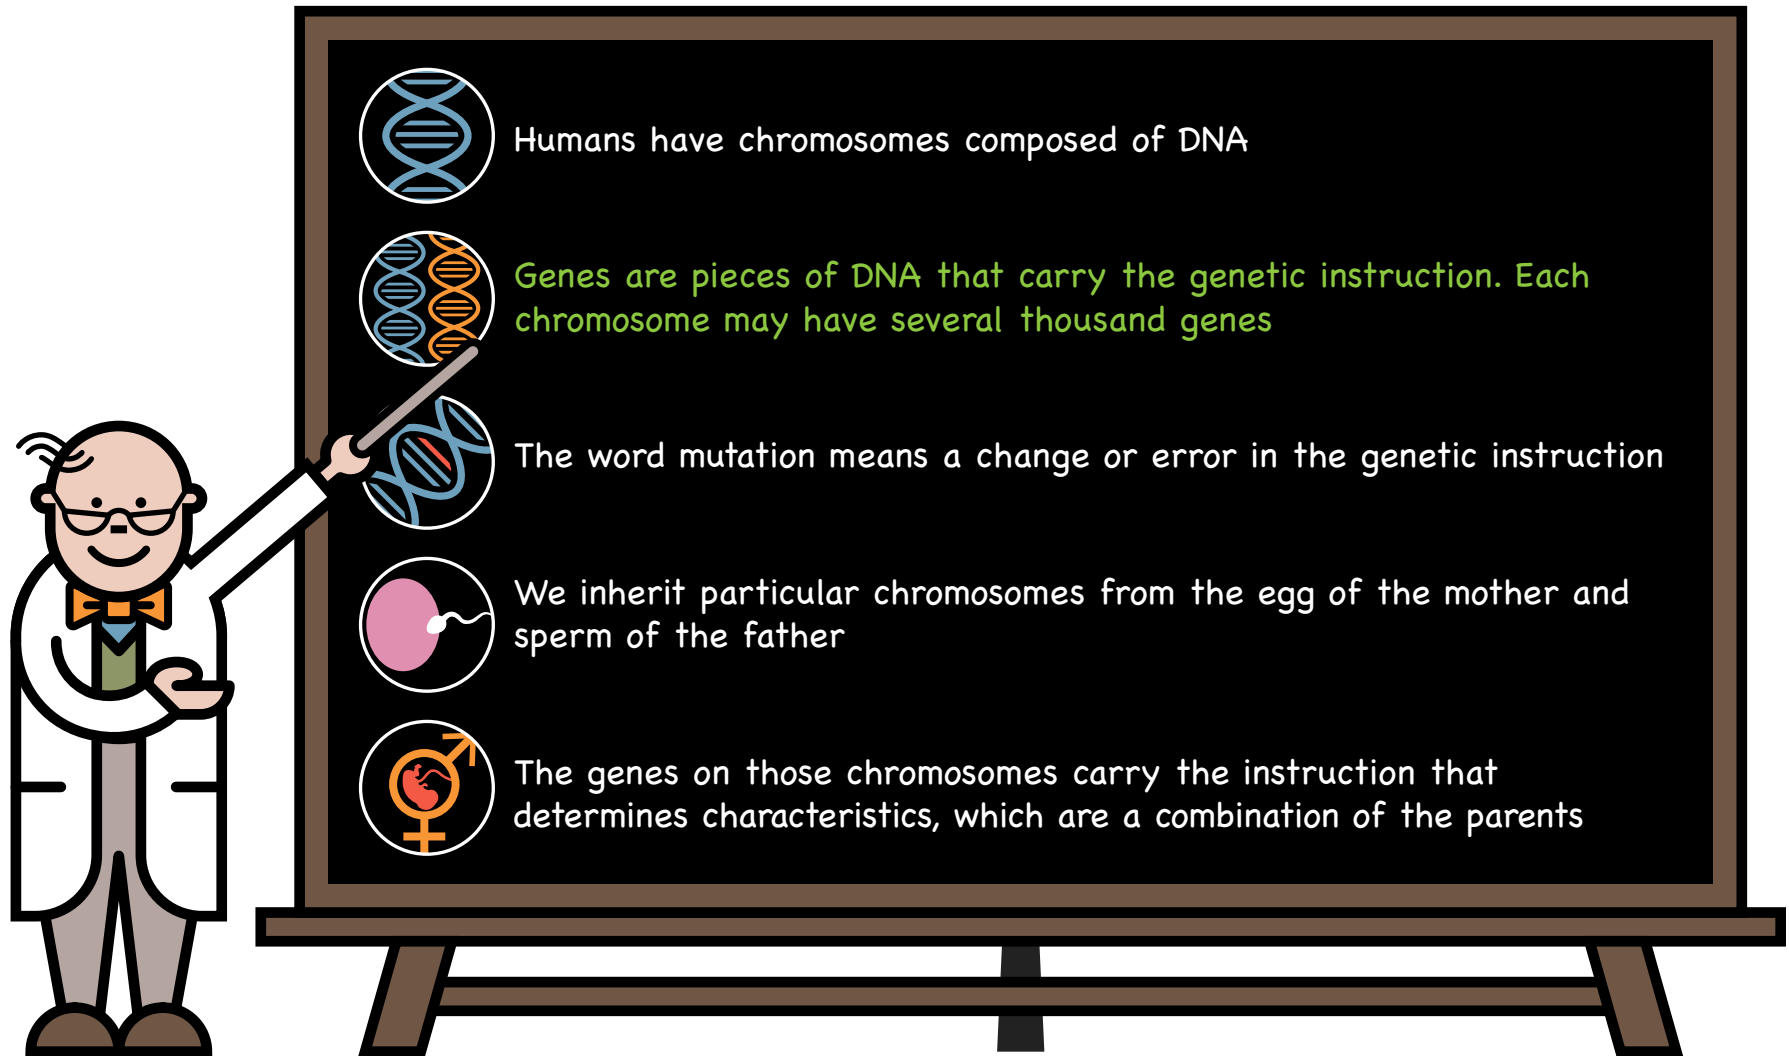 Humans have chromosomes composed of DNA
Genes are pieces of DNA that carry the genetic instruction. Each
chromosome may have several thousand genes
The word mutation means a change or error in the genetic instruction
We inherit particular chromosomes from the egg of the mother and
sperm of the father
The genes on those chromosomes carry the instruction that
determines characteristics, which are a combination of the parents